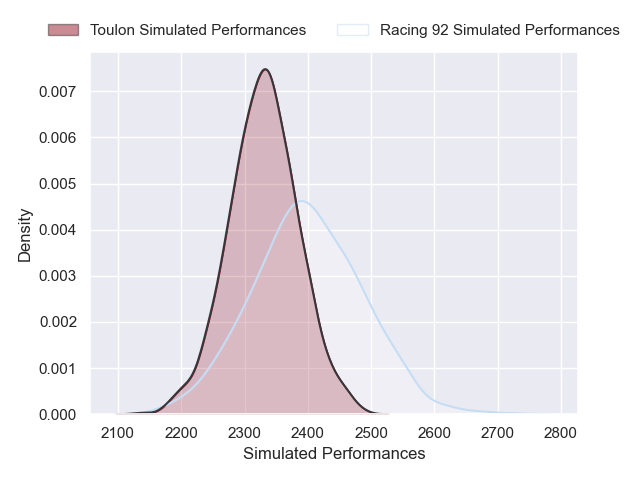 Toulon Simulated Performances
Racing 92 Simulated Performances
0.007
0.006
0.005
0.004
0.003
0.002
0.001
0.000
Density
2100 2200 2300 2400 2500 2600 2700 2800
Simulated Performances